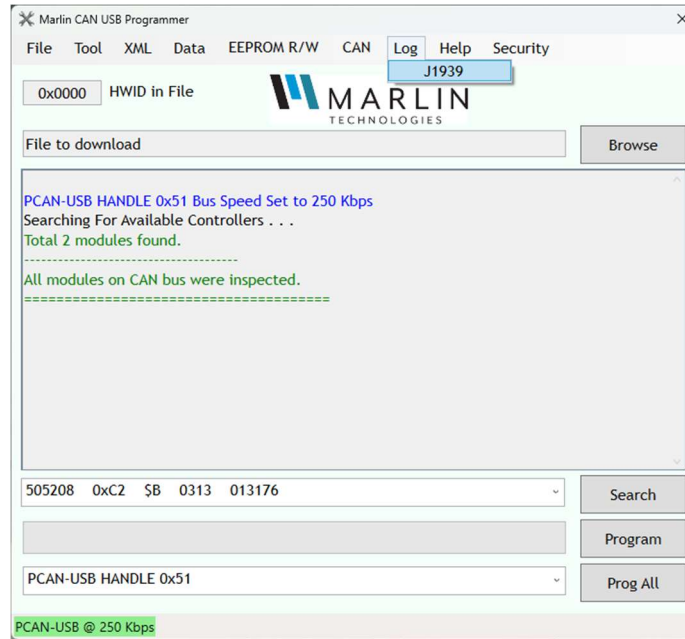 Marlin CAN USB Programmer
File Tool XML Data EEPROM R/W CAN Log Help Security
J1939
0x0000 HWID in File
MARLIN
TECHNOLOGIES
File to download
Browse
PCAN-USB HANDLE 0x51 Bus Speed Set to 250 Kbps
Searching For Available Controllers . . .
Total 2 modules found.
-------------------------------------
All modules on CAN bus were inspected.
======================================
505208 0xC2 $B 0313 013176
Search
Program
PCAN-USB HANDLE 0x51
Prog All
PCAN-USB @ 250 Kbps